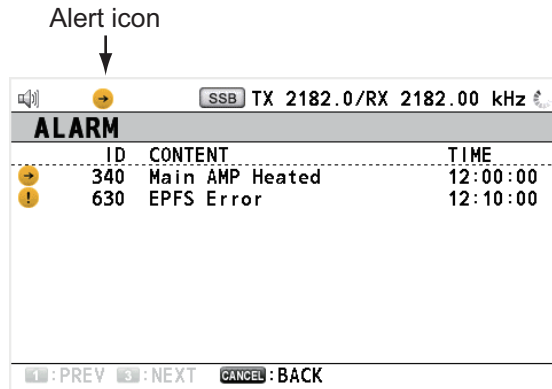 Alert icon
SSB TX 2182.0/RX 2182.00 kHz
ALARM
ID CONTENT TIME
340 Main AMP Heated 12:00:00
! 630 EPFS Error 12:10:00
1 :PREV 3 :NEXT CANCEL :BACK